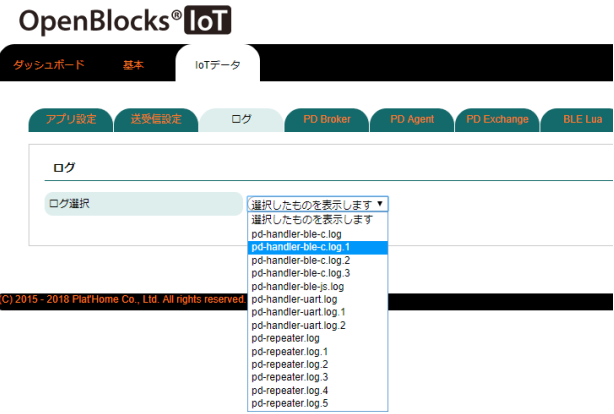 OpenBlocks® IoT
ダッシュボード 基本 IoTデータ
アプリ設定 送受信設定 ログ PD Broker PD Agent PD Exchange BLE Lua
ログ
ログ選択 選択したものを表示します ▼
選択したものを表示します
pd-handler-ble-c.log
pd-handler-ble-c.log.1
pd-handler-ble-c.log.2
pd-handler-ble-c.log.3
pd-handler-ble-js.log
pd-handler-uart.log
pd-handler-uart.log.1
pd-handler-uart.log.2
pd-repeater.log
pd-repeater.log.1
pd-repeater.log.2
pd-repeater.log.3
pd-repeater.log.4
pd-repeater.log.5
(C) 2015 - 2018 Plat'Home Co., Ltd. All rights reserved.